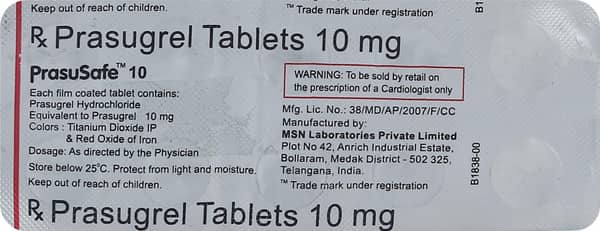 Keep out of reach of children.
™ Trade mark under registration
B1
Rx Prasugrel Tablets 10 mg
PrasuSafe™ 10
Each film coated tablet contains:
Prasugrel Hydrochloride
Equivalent to Prasugrel 10 mg
Colors : Titanium Dioxide IP
& Red Oxide of Iron
Dosage: As directed by the Physician
Store below 25°C. Protect from light and moisture.
Keep out of reach of children.
WARNING: To be sold by retail on
the prescription of a Cardiologist only
Mfg. Lic. No.: 38/MD/AP/2007/F/CC
Manufactured by:
MSN Laboratories Private Limited
Plot No 42, Anrich Industrial Estate,
Bollaram, Medak District - 502 325,
Telangana, India.
™ Trade mark under registration
B1838-00
Rx Prasugrel Tablets 10 mg